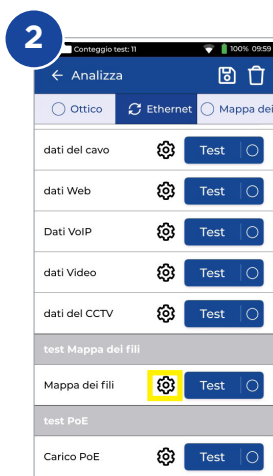 2
Conteggio test: 11 100% 09:59
Analizza
Ottico Ethernet Mappa dei
dati del cavo Test
dati Web Test
Dati VoIP Test
dati Video Test
dati del CCTV Test
test Mappa dei fili
Mappa dei fili Test
test PoE
Carico PoE Test